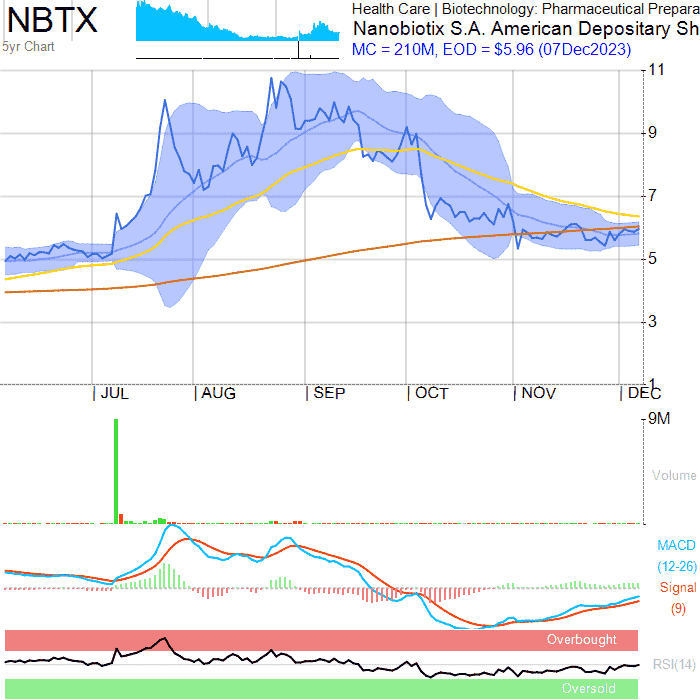 NBTX
5yr Chart
Health Care | Biotechnology: Pharmaceutical Prepara
Nanobiotix S.A. American Depositary Sh
MC = 210M, EOD = $5.96 (07Dec2023)
11
9
7
5
3
1
JUL AUG SEP OCT NOV DEC
9M
Volume
MACD
(12-26)
Signal
(9)
Overbought
RSI(14)
Oversold